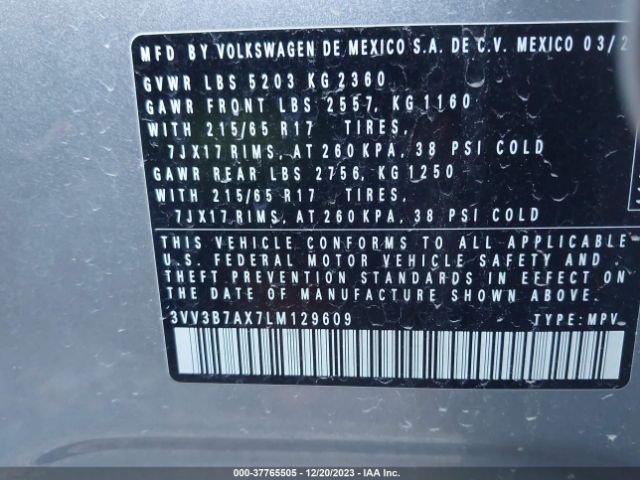 MFD BY VOLKSWAGEN DE MEXICO S.A. DE C.V. MEXICO 03/2
GVWR LBS 5203 KG 2360
GAWR FRONT LBS 2557, KG 1160
WITH 215/65 R17 TIRES,
7JX17 RIMS, AT 260 KPA, 38 PSI COLD
GAWR REAR LBS 2756, KG 1250
WITH 215/65 R17 TIRES,
7JX17 RIMS, AT 260 KPA, 38 PSI COLD
THIS VEHICLE CONFORMS TO ALL APPLICABLE
U.S. FEDERAL MOTOR VEHICLE SAFETY AND
THEFT PREVENTION STANDARDS IN EFFECT ON
THE DATE OF MANUFACTURE SHOWN ABOVE.
3VV3B7AX7LM129609 TYPE: MPV
000-37765505 - 12/20/2023 - IAAI.COM